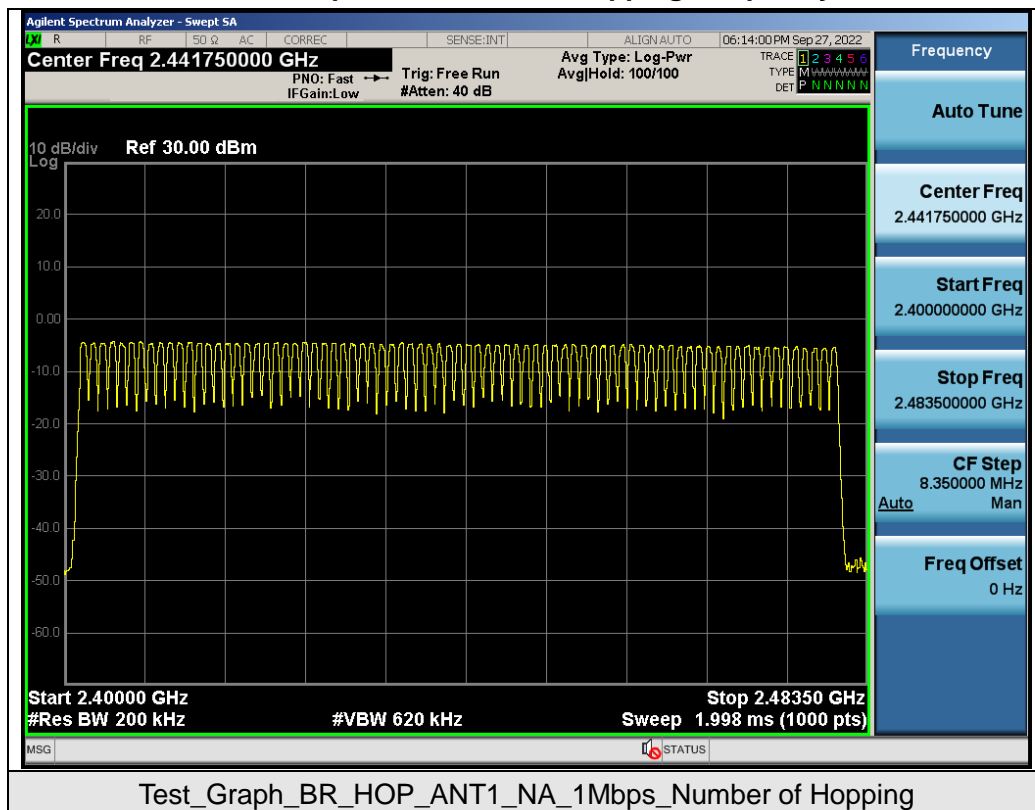 Agilent Spectrum Analyzer - Swept SA
LXI R RF 50 Ω AC CORREC SENSE:INT ALIGN AUTO 06:14:00 PM Sep 27, 2022
Center Freq 2.441750000 GHz
PNO: Fast
IFGain:Low
Trig: Free Run
#Atten: 40 dB
Avg Type: Log-Pwr
Avg|Hold: 100/100
TRACE 1 2 3 4 5 6
TYPE M
DET P N N N N N
10 dB/div Ref 30.00 dBm
Log
20.0
10.0
0.00
-10.0
-20.0
-30.0
-40.0
-50.0
-60.0
Start 2.40000 GHz Stop 2.48350 GHz
#Res BW 200 kHz #VBW 620 kHz Sweep 1.998 ms (1000 pts)
MSG STATUS
Frequency
Auto Tune
Center Freq
2.441750000 GHz
Start Freq
2.400000000 GHz
Stop Freq
2.483500000 GHz
CF Step
8.350000 MHz
Auto Man
Freq Offset
0 Hz
Test_Graph_BR_HOP_ANT1_NA_1Mbps_Number of Hopping